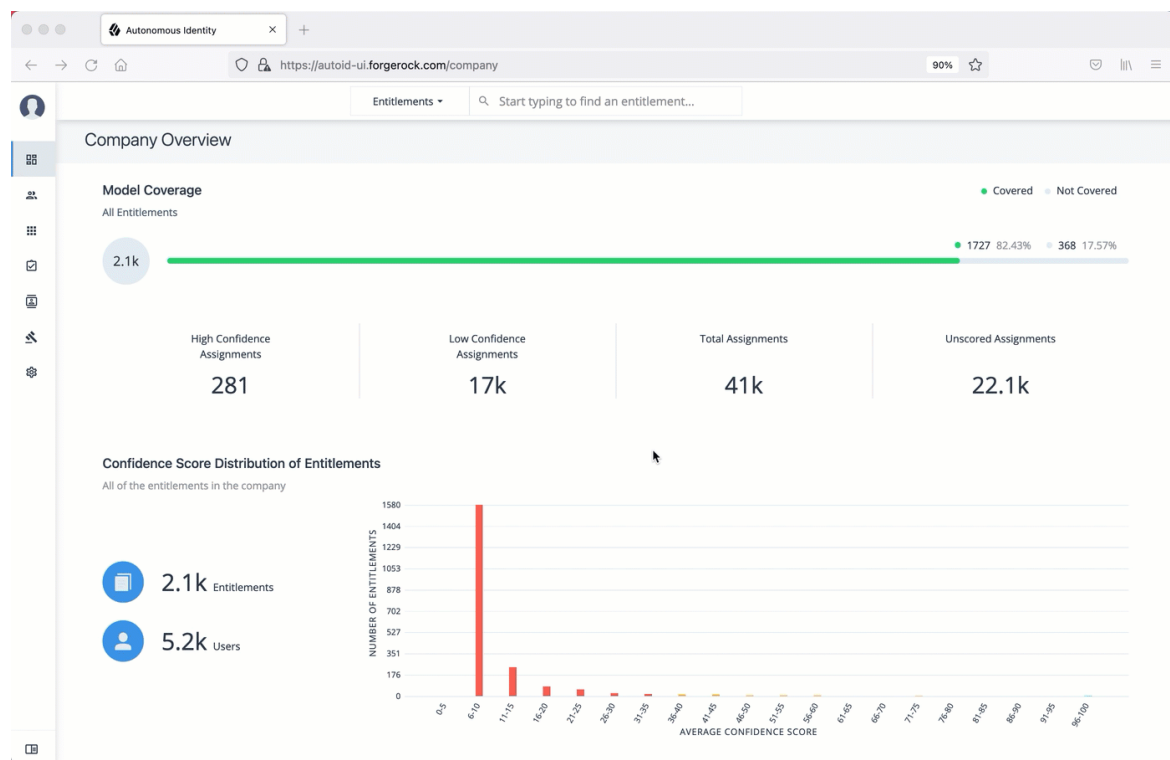 Autonomous Identity
https://autoid-ui.forgerock.com/company
90%
Entitlements
Start typing to find an entitlement...
Company Overview
Model Coverage
Covered
Not Covered
All Entitlements
1727 82.43%
368 17.57%
2.1k
High Confidence
Assignments
281
Low Confidence
Assignments
17k
Total Assignments
41k
Unscored Assignments
22.1k
Confidence Score Distribution of Entitlements
All of the entitlements in the company
2.1k Entitlements
5.2k Users
NUMBER OF ENTITLEMENTS
1580
1404
1229
1053
878
702
527
351
176
0
0-5
6-10
11-15
16-20
21-25
26-30
31-35
36-40
41-45
46-50
51-55
56-60
61-65
66-70
71-75
76-80
81-85
86-90
91-95
96-100
AVERAGE CONFIDENCE SCORE